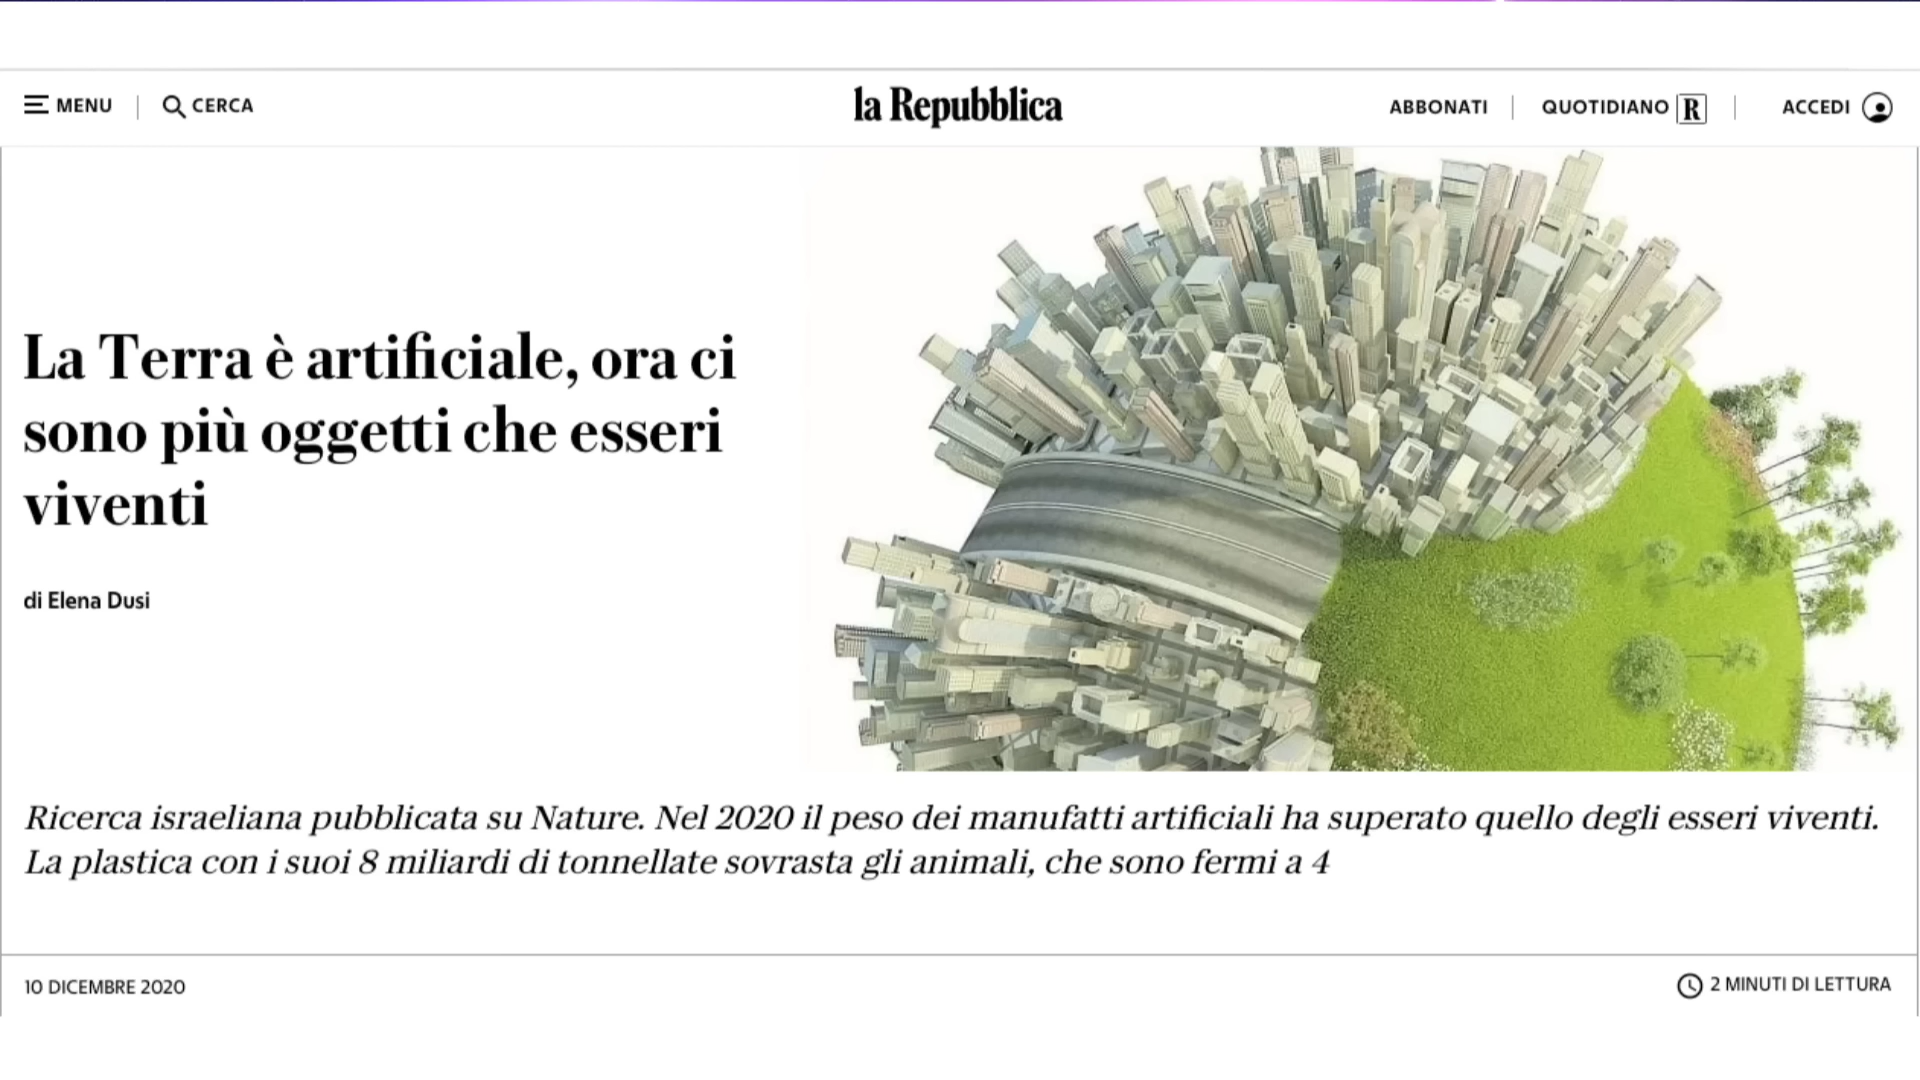 MENU
CERCA
la Repubblica
ABBONATI
QUOTIDIANO R
ACCEDI
La Terra è artificiale, ora ci
sono più oggetti che esseri
viventi
di Elena Dusi
Ricerca israeliana pubblicata su Nature. Nel 2020 il peso dei manufatti artificiali ha superato quello degli esseri viventi.
La plastica con i suoi 8 miliardi di tonnellate sovrasta gli animali, che sono fermi a 4
10 DICEMBRE 2020
2 MINUTI DI LETTURA